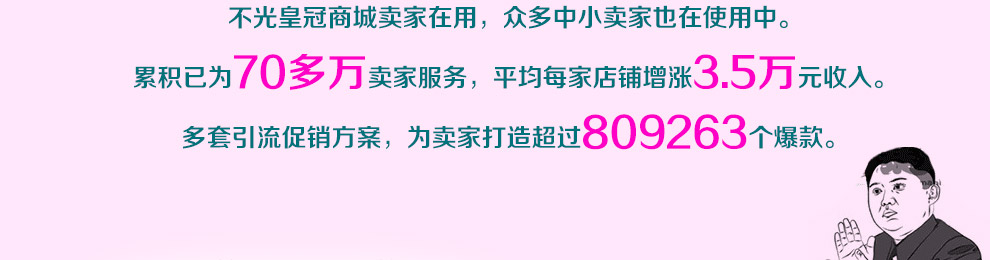 不光皇冠商城卖家在用，众多中小卖家也在使用中。
累积已为70多万卖家服务，平均每家店铺增涨3.5万元收入。
多套引流促销方案，为卖家打造超过809263个爆款。